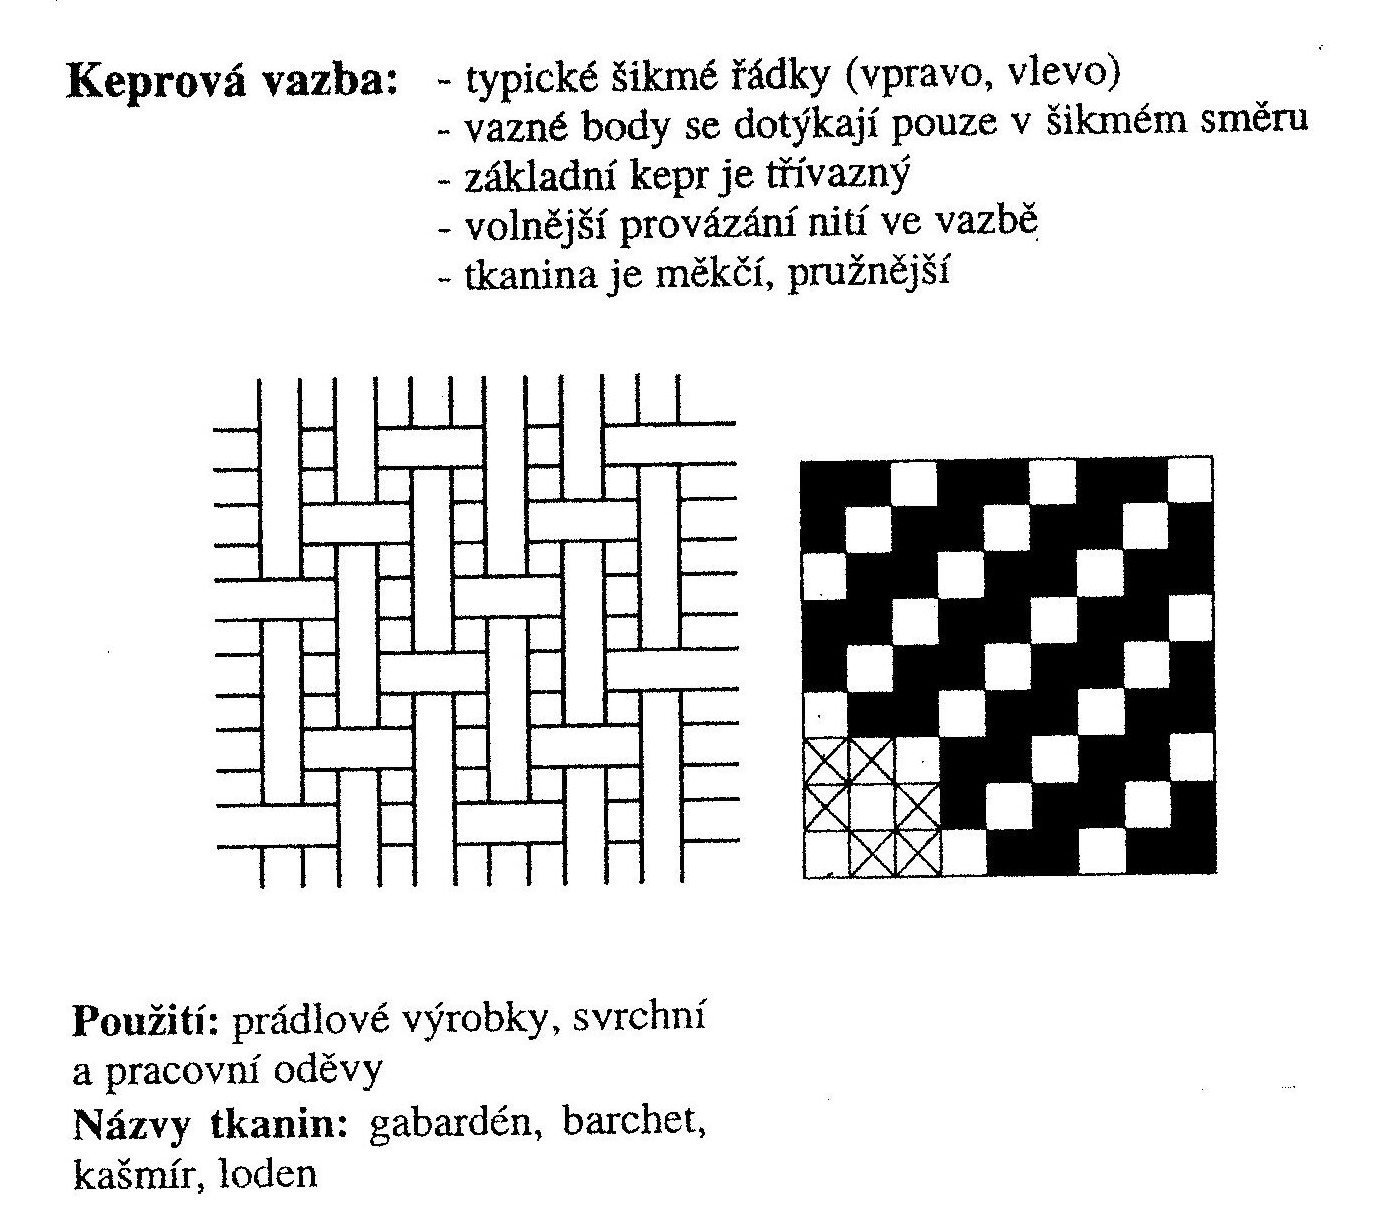 Keprová vazba: - typické šikmé řádky (vpravo, vlevo)
- vazné body se dotýkají pouze v šikmém směru
- základní kepr je třívazný
- volnější provázání nití ve vazbě
- tkanina je měkčí, pružnější
Použití: prádlové výrobky, svrchní
a pracovní oděvy
Názvy tkanin: gabardén, barchet,
kašmír, loden